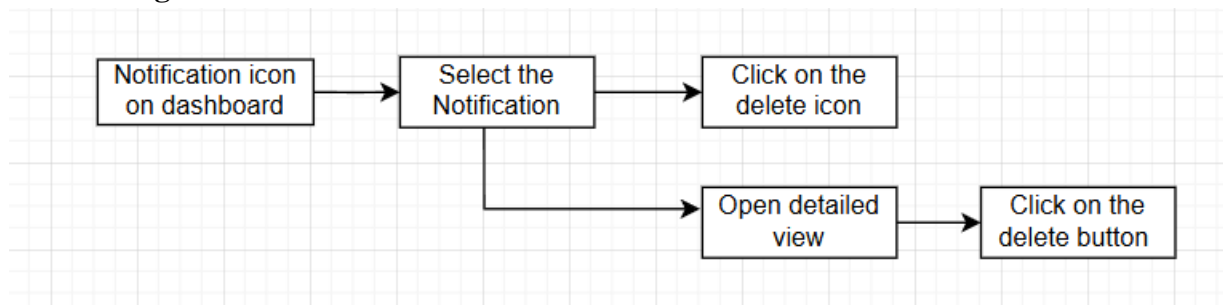 Notification icon
on dashboard
Select the
Notification
Click on the
delete icon
Open detailed
view
Click on the
delete button